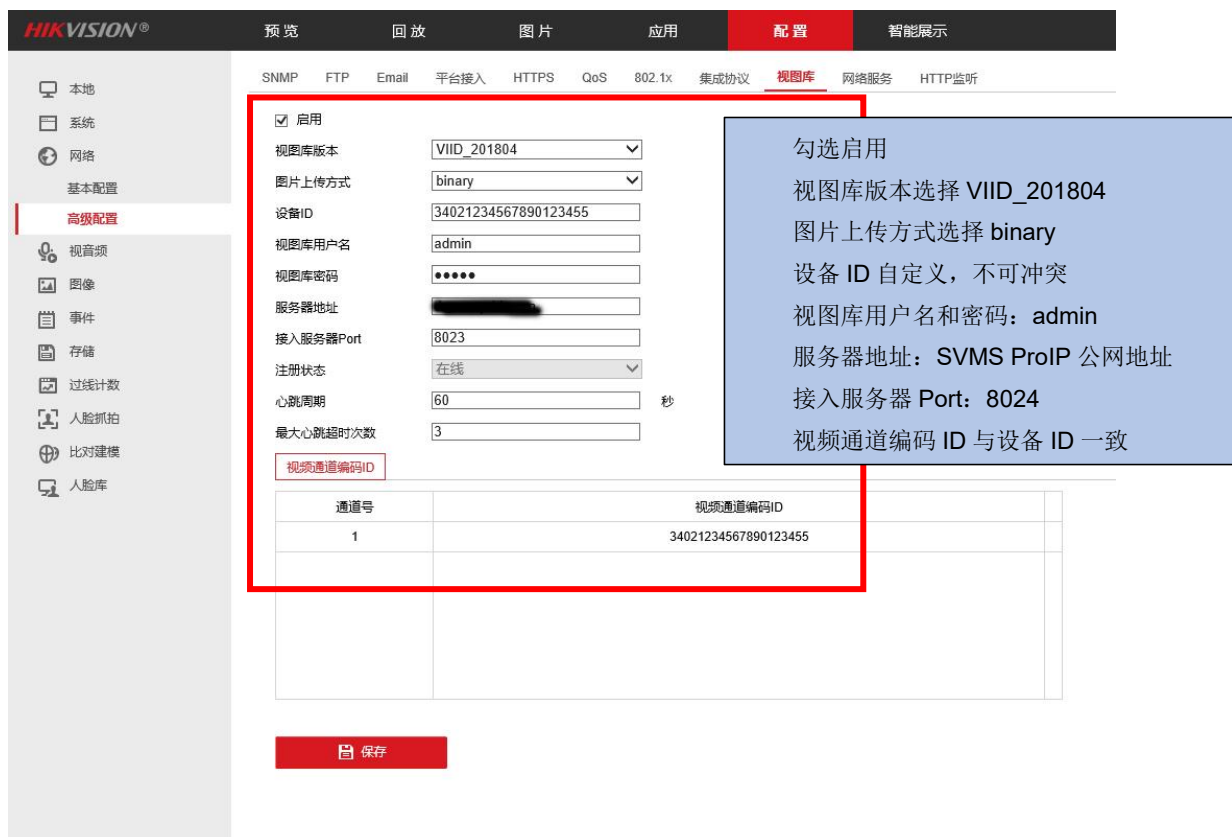 HIKVISION®
预览 回放 图片 应用 配置 智能展示
SNMP FTP Email 平台接入 HTTPS QoS 802.1x 集成协议 视图库 网络服务 HTTP监听
本地
系统
网络
基本配置
高级配置
视音频
图像
事件
存储
过线计数
人脸抓拍
比对建模
人脸库
启用
视图库版本 VIID_201804
图片上传方式 binary
设备ID 34021234567890123455
视图库用户名 admin
视图库密码 •••••
服务器地址
接入服务器Port 8023
注册状态 在线
心跳周期 60 秒
最大心跳超时次数 3
视频通道编码ID
通道号 视频通道编码ID
1 34021234567890123455
保存
勾选启用
视图库版本选择 VIID_201804
图片上传方式选择 binary
设备 ID 自定义，不可冲突
视图库用户名和密码：admin
服务器地址：SVMS ProIP 公网地址
接入服务器 Port：8024
视频通道编码 ID 与设备 ID 一致